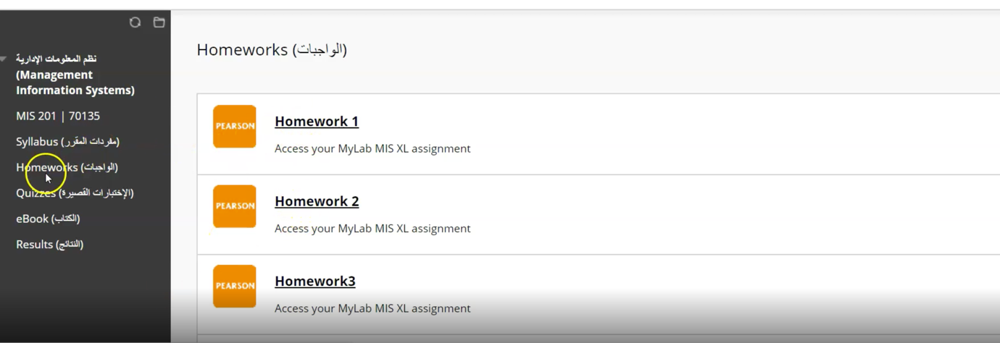 نظم المعلومات الإدارية
(Management
Information Systems)
MIS 201 | 70135
Syllabus (مفردات المقرر)
Homeworks (الواجبات)
Quizzes (الإختبارات القصيرة)
eBook (الكتاب)
Results (النتائج)
Homeworks (الواجبات)
PEARSON
Homework 1
Access your MyLab MIS XL assignment
PEARSON
Homework 2
Access your MyLab MIS XL assignment
PEARSON
Homework3
Access your MyLab MIS XL assignment